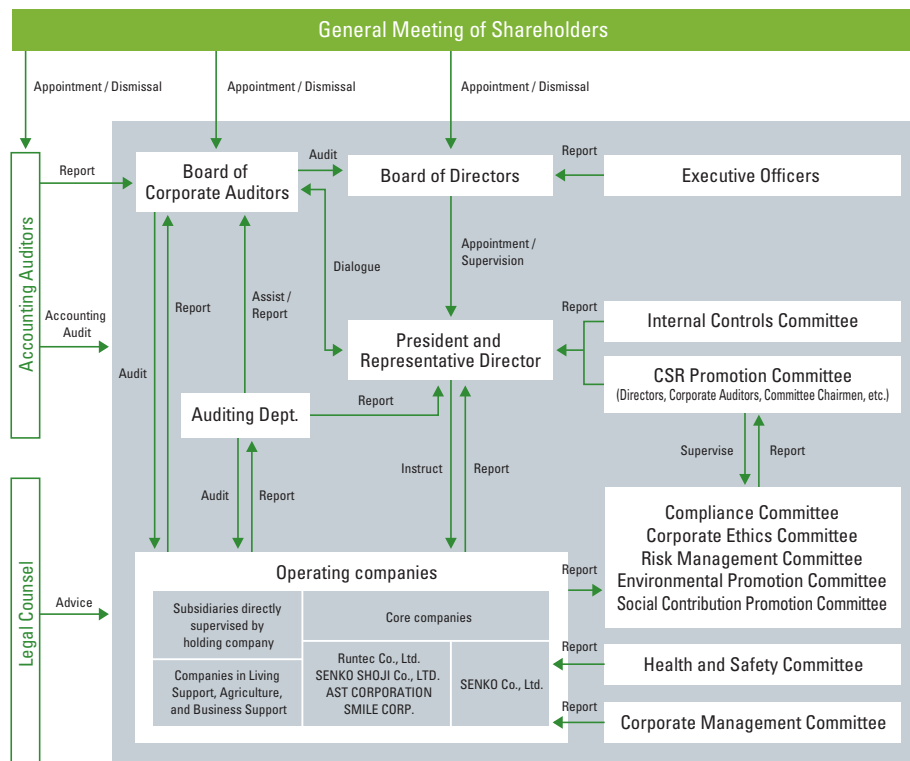 General Meeting of Shareholders
Appointment / Dismissal
Appointment / Dismissal
Appointment / Dismissal
Accounting Auditors
Report
Board of
Corporate Auditors
Audit
Board of Directors
Report
Executive Officers
Appointment /
Supervision
Dialogue
Report
Assist /
Report
Accounting
Audit
Audit
President and
Representative Director
Report
Internal Controls Committee
CSR Promotion Committee
(Directors, Corporate Auditors, Committee Chairmen, etc.)
Auditing Dept.
Report
Supervise
Report
Audit
Report
Instruct
Report
Compliance Committee
Corporate Ethics Committee
Risk Management Committee
Environmental Promotion Committee
Social Contribution Promotion Committee
Legal Counsel
Advice
Operating companies
Report
Subsidiaries directly
supervised by
holding company
Core companies
Companies in Living
Support, Agriculture,
and Business Support
Runtec Co., Ltd.
SENKO SHOJI Co., LTD.
AST CORPORATION
SMILE CORP.
SENKO Co., Ltd.
Report
Health and Safety Committee
Report
Corporate Management Committee